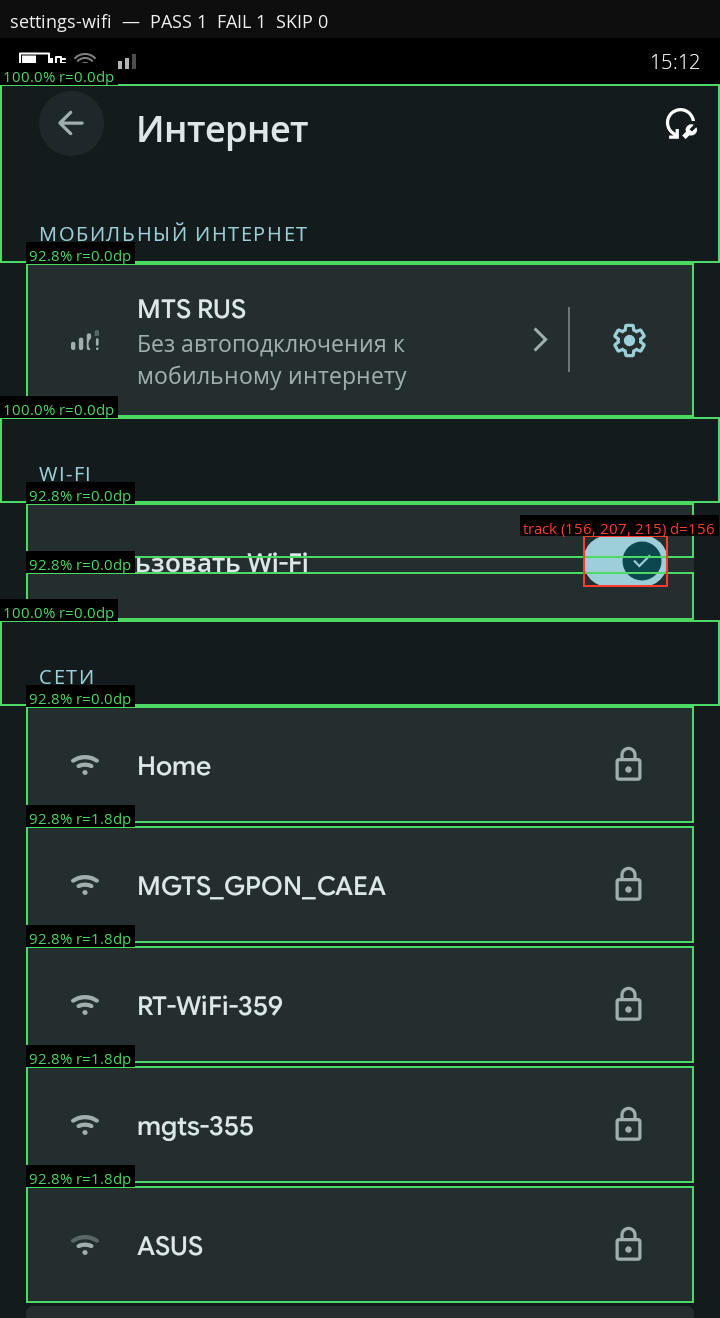 settings-wifi — PASS 1 FAIL 1 SKIP 0
15:12
100.0% r=0.0dp
Интернет
МОБИЛЬНЫЙ ИНТЕРНЕТ
92.8% r=0.0dp
MTS RUS
Без автоподключения к
мобильному интернету
100.0% r=0.0dp
WI-FI
92.8% r=0.0dp
track (156, 207, 215) d=156
92.8% r=0.0dp
ьзовать Wi-Fi
100.0% r=0.0dp
СЕТИ
92.8% r=0.0dp
Home
92.8% r=1.8dp
MGTS_GPON_CAEA
92.8% r=1.8dp
RT-WiFi-359
92.8% r=1.8dp
mgts-355
92.8% r=1.8dp
ASUS